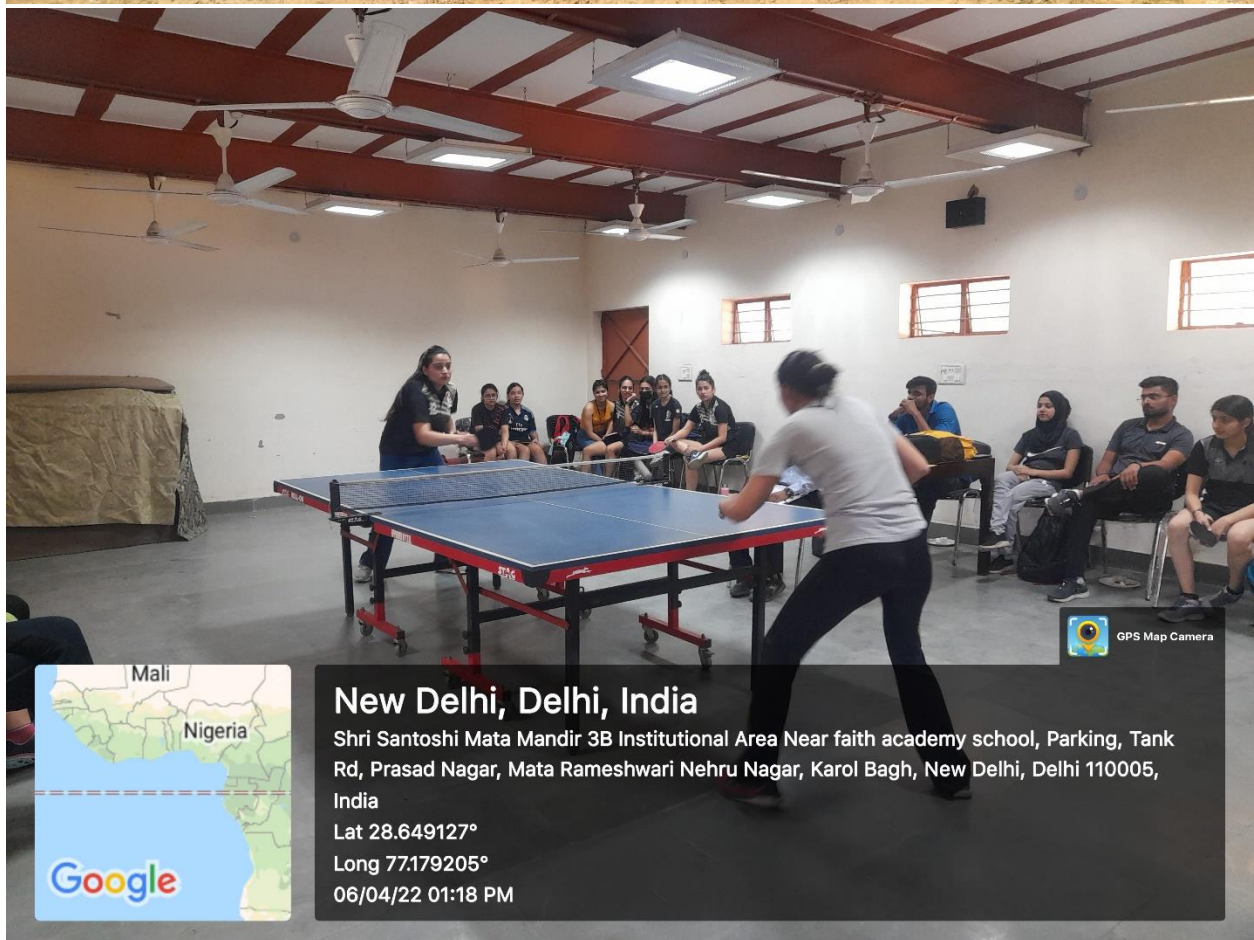 STAG
GPS Map Camera
Mali
Nigeria
Google
New Delhi, Delhi, India
Shri Santoshi Mata Mandir 3B Institutional Area Near faith academy school, Parking, Tank
Rd, Prasad Nagar, Mata Rameshwari Nehru Nagar, Karol Bagh, New Delhi, Delhi 110005,
India
Lat 28.649127°
Long 77.179205°
06/04/22 01:18 PM